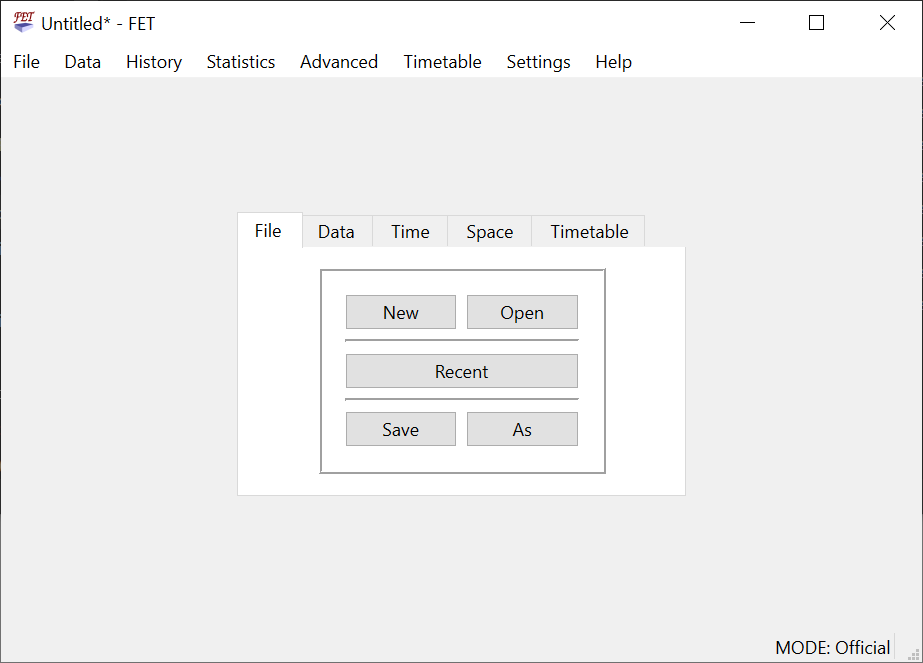 FET Untitled* - FET
File Data History Statistics Advanced Timetable Settings Help
File Data Time Space Timetable
New Open
Recent
Save As
MODE: Official